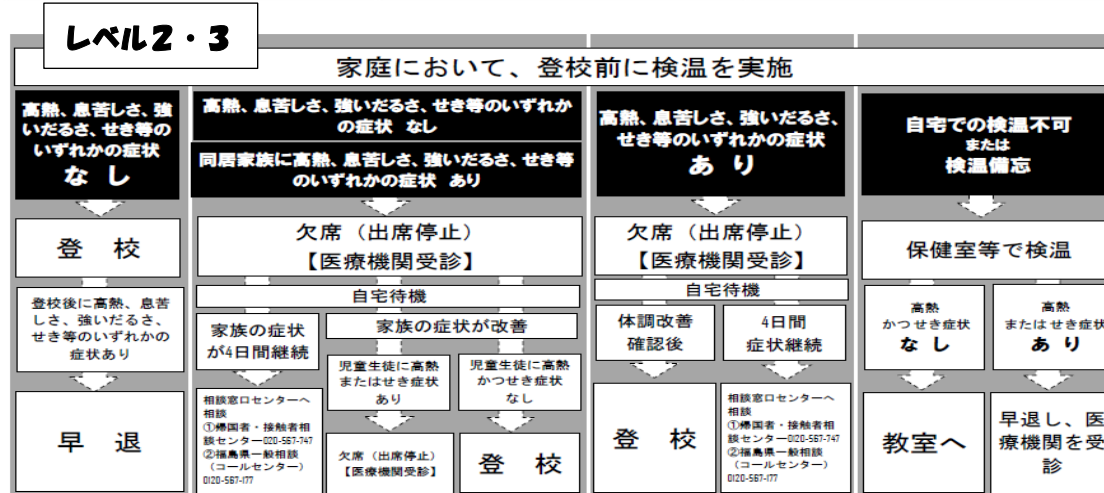 レベル2・3
家庭において、登校前に検温を実施
高熱、息苦しさ、強
いだるさ、せき等の
いずれかの症状
な し
登 校
登校後に高熱、息苦
しさ、強いだるさ、
せき等のいずれかの
症状あり
早 退
高熱、息苦しさ、強いだるさ、せき等のいずれか
の症状 なし
同居家族に高熱、息苦しさ、強いだるさ、せき等
のいずれかの症状 あり
欠席（出席停止）
【医療機関受診】
自宅待機
家族の症状
が4日間継続
相談窓口センターへ
相談
①帰国者・接触者相
談センター0120-567-747
②福島県一般相談
（コールセンター）
0120-567-177
家族の症状が改善
児童生徒に高熱
またはせき症状
あり
欠席（出席停止）
【医療機関受診】
児童生徒に高熱
かつせき症状
なし
登 校
高熱、息苦しさ、強いだるさ、
せき等のいずれかの症状
あ り
欠席（出席停止）
【医療機関受診】
自宅待機
体調改善
確認後
登 校
4日間
症状継続
相談窓口センターへ
相談
①帰国者・接触者相
談センター0120-567-747
②福島県一般相談
（コールセンター）
0120-567-177
自宅での検温不可
または
検温備忘
保健室等で検温
高熱
かつせき症状
な し
教室へ
高熱
またはせき症状
あ り
早退し、医
療機関を受
診